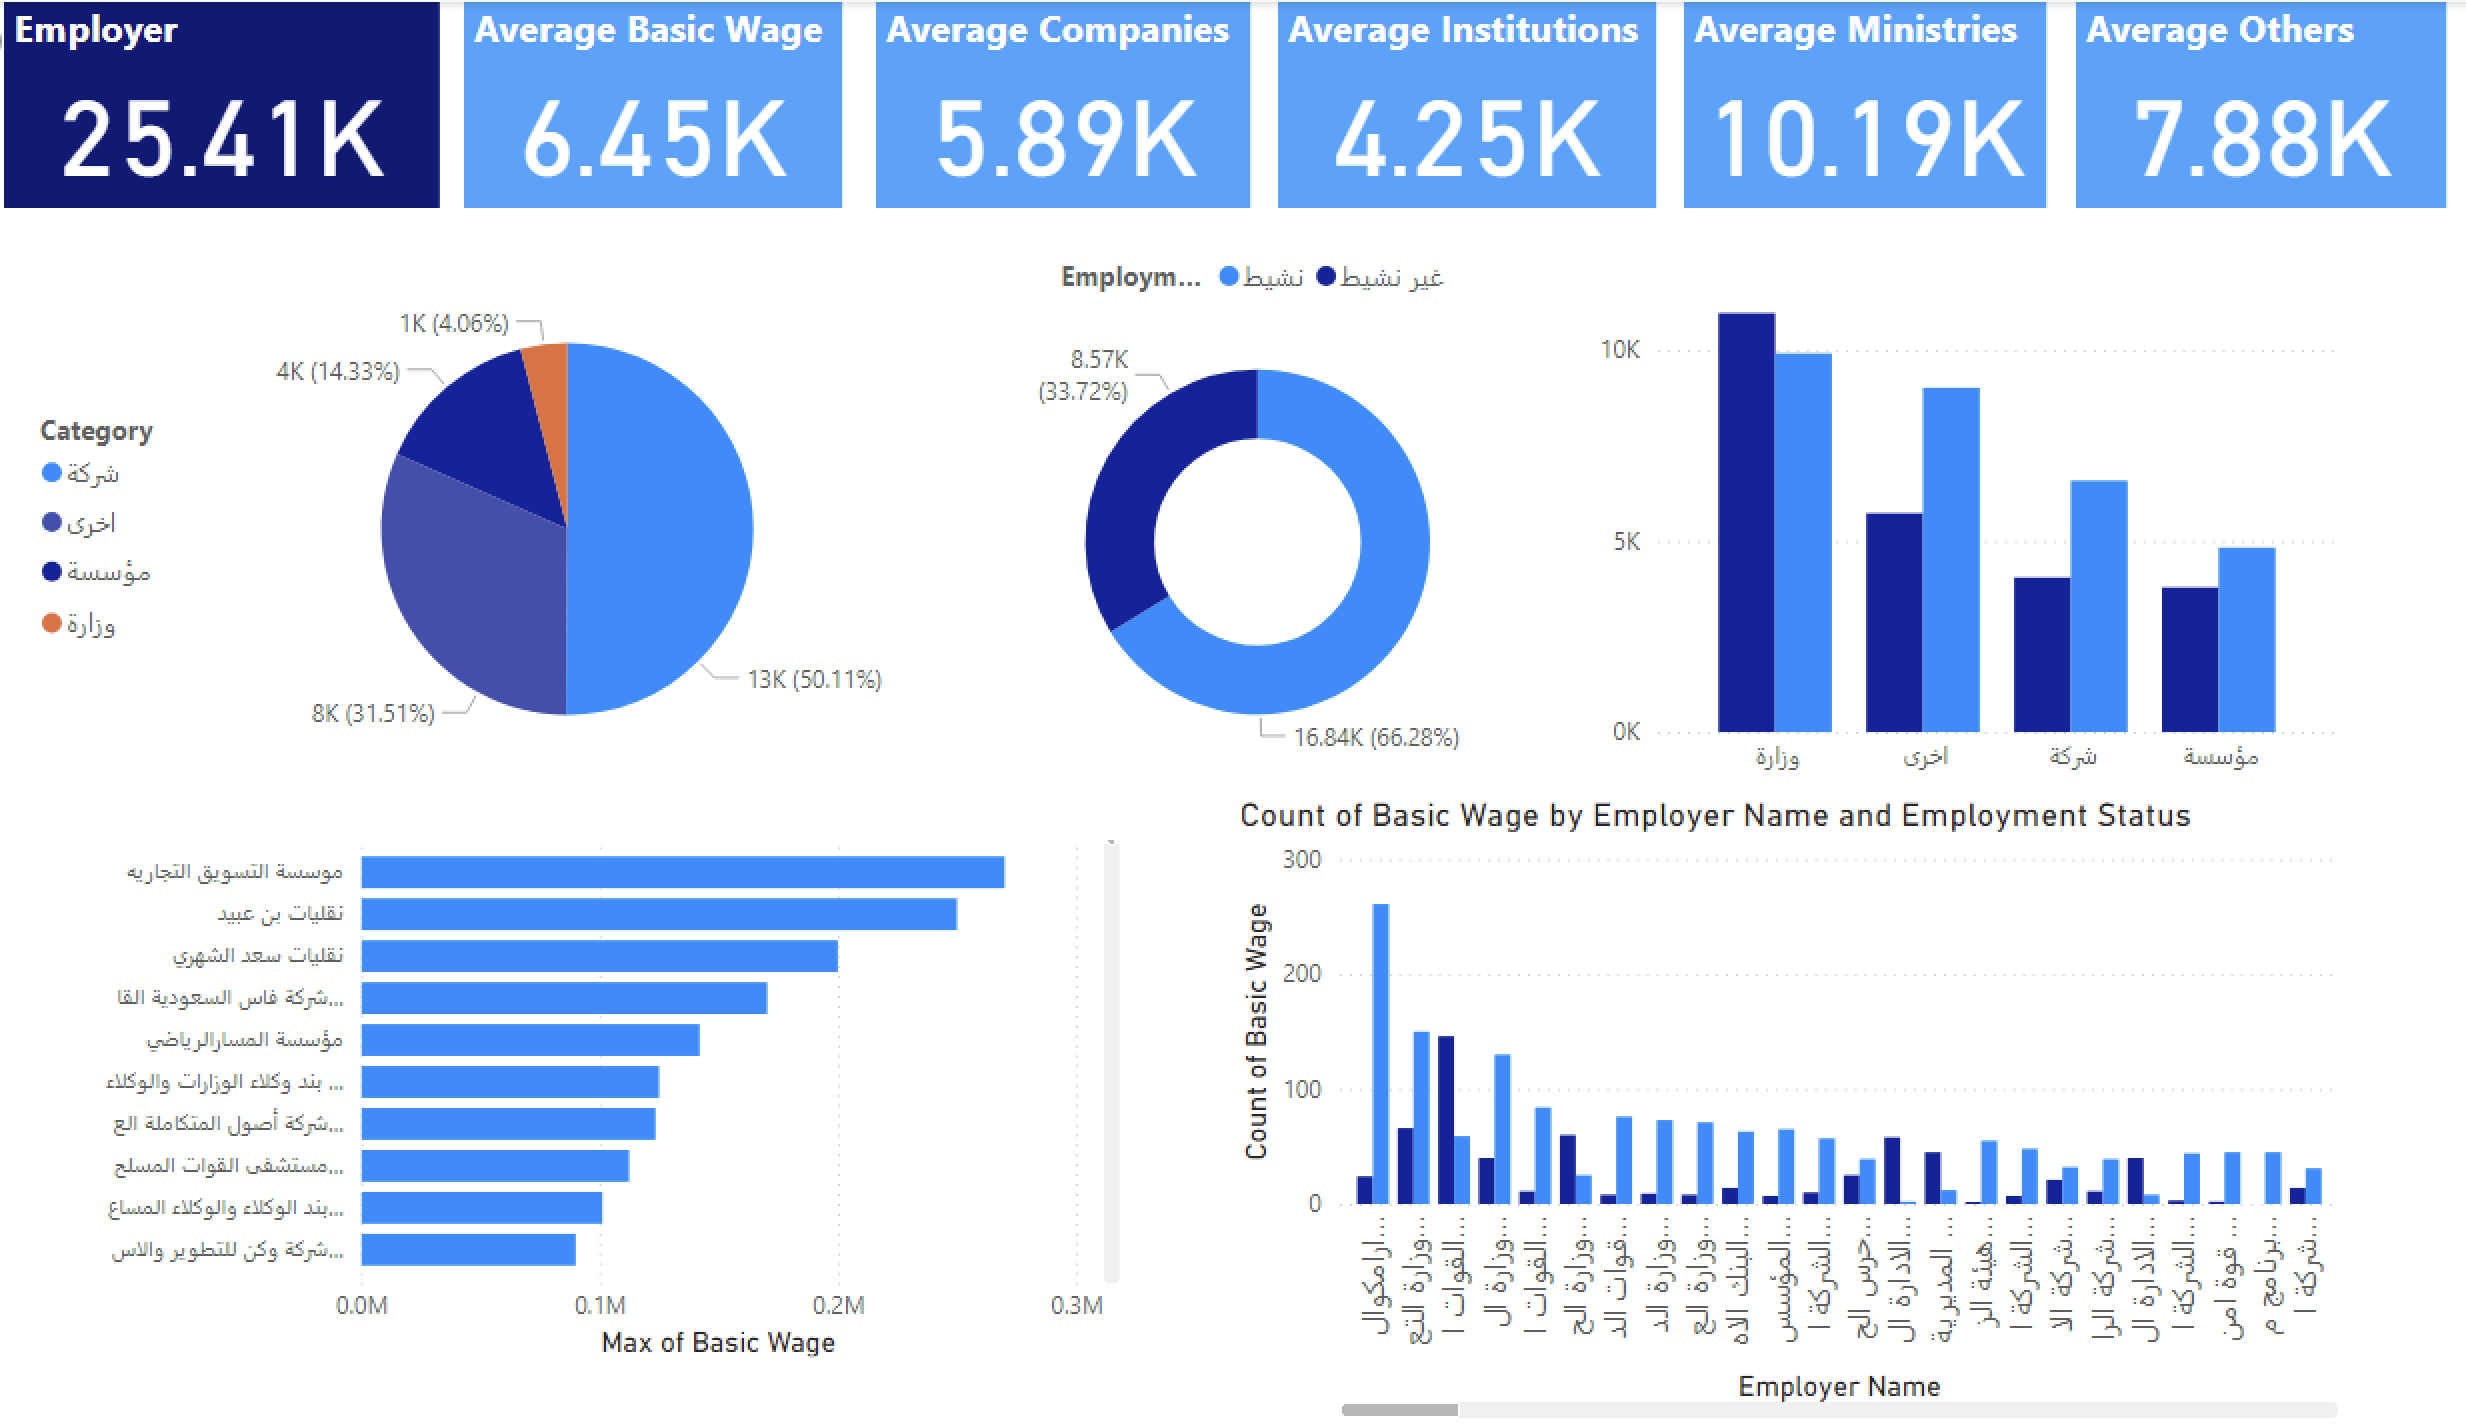 Employer
25.41K
Average Basic Wage
6.45K
Average Companies
5.89K
Average Institutions
4.25K
Average Ministries
10.19K
Average Others
7.88K
Category
شركة
اخرى
مؤسسة
وزارة
1K (4.06%)
4K (14.33%)
8K (31.51%)
13K (50.11%)
Employm... نشيط غير نشيط
8.57K
(33.72%)
16.84K (66.28%)
10K
5K
0K
وزارة
اخرى
شركة
مؤسسة
موسسة التسويق التجاريه
نقليات بن عبيد
نقليات سعد الشهري
شركة فاس السعودية القا...
مؤسسة المسارالرياضي
بند وكلاء الوزارات والوكلاء ...
شركة أصول المتكاملة الع...
مستشفى القوات المسلح...
بند الوكلاء والوكلاء المساع...
شركة وكن للتطوير والاس...
0.0M 0.1M 0.2M 0.3M
Max of Basic Wage
Count of Basic Wage by Employer Name and Employment Status
Count of Basic Wage
300
200
100
0
ارامكوال...
وزارة التع...
القوات ا...
وزارة ال...
القوات ا...
وزارة الح...
قوات الد...
وزارة الد...
وزارة الع...
البنك الاه...
المؤسس...
الشركة ا...
حرس الح...
الادارة ال...
المديرية ...
هيئة الر...
الشركة ا...
شركة الا...
شركة الرا...
الادارة ال...
الشركة ا...
قوة امن ...
برنامج م...
شركة ا...
Employer Name